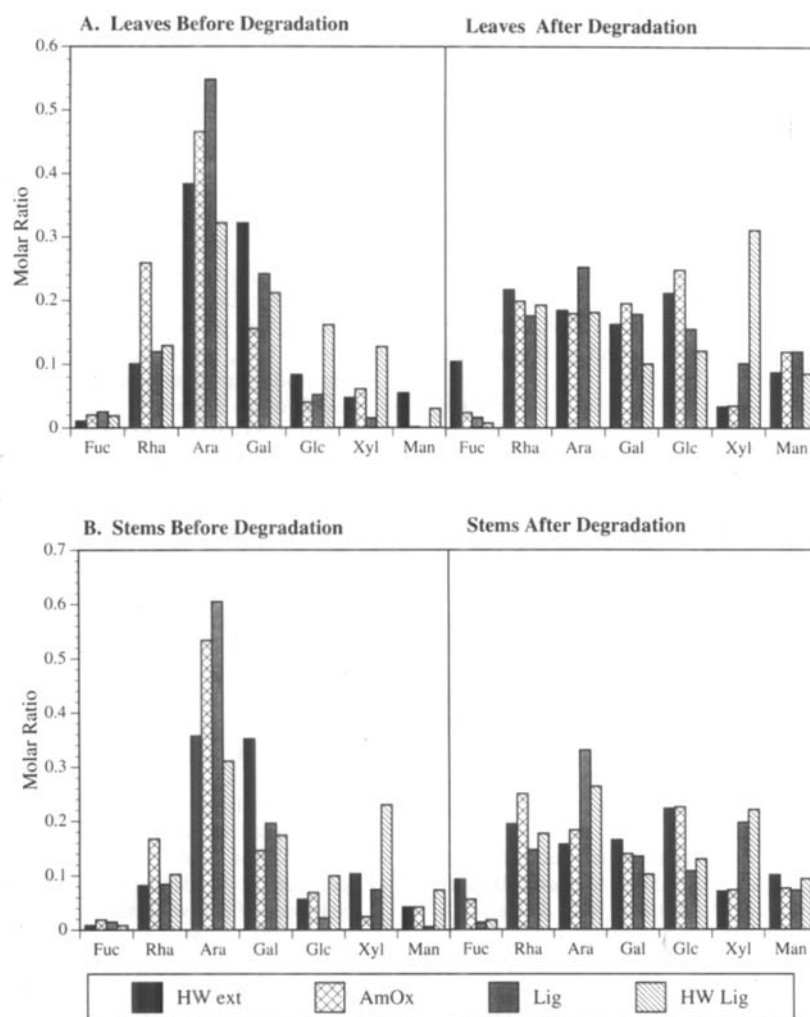 A. Leaves Before Degradation
Leaves After Degradation
0.6
0.5
0.4
0.3
0.2
0.1
0
Molar Ratio
Fuc Rha Ara Gal Glc Xyl Man Fuc Rha Ara Gal Glc Xyl Man
B. Stems Before Degradation
Stems After Degradation
0.7
0.6
0.5
0.4
0.3
0.2
0.1
0
Molar Ratio
Fuc Rha Ara Gal Glc Xyl Man Fuc Rha Ara Gal Glc Xyl Man
HW ext AmOx Lig HW Lig